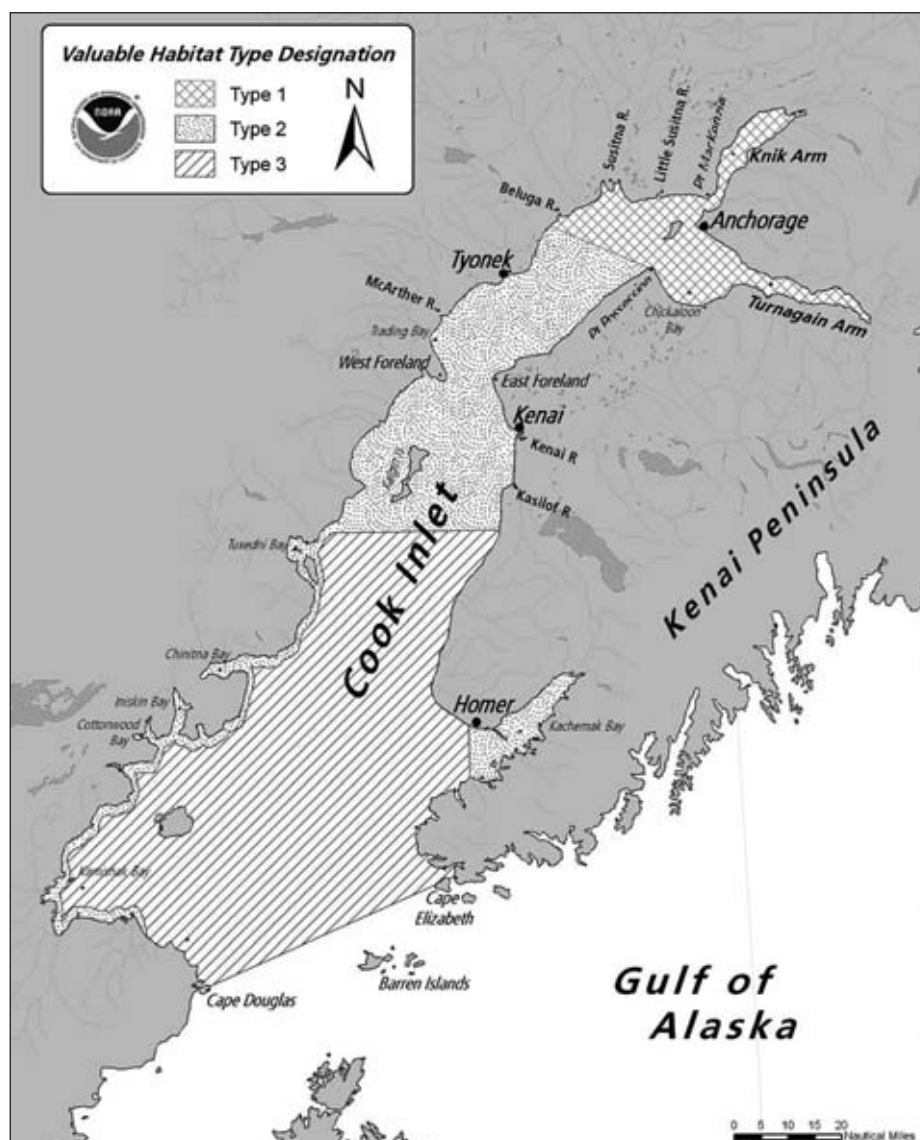 Valuable Habitat Type Designation
NOAA
Type 1
Type 2
Type 3
N
Susitna R.
Little Susitna R.
Pt MacKenzie
Knik Arm
Beluga R.
Anchorage
Tyonek
McArther R.
Pt Possession
Chickaloon
Bay
Turnagain Arm
Trading Bay
West Foreland
East Foreland
Kenai
Kenai R
Kalgin I.
Kasilof R
Kenai Peninsula
Cook Inlet
Tuxedni Bay
Chinitna Bay
Iniskin Bay
Cottonwood
Bay
Homer
Kachemak Bay
Kamishak Bay
Cape
Elizabeth
Barren Islands
Cape Douglas
Gulf of
Alaska
0 5 10 15 20
Nautical Miles